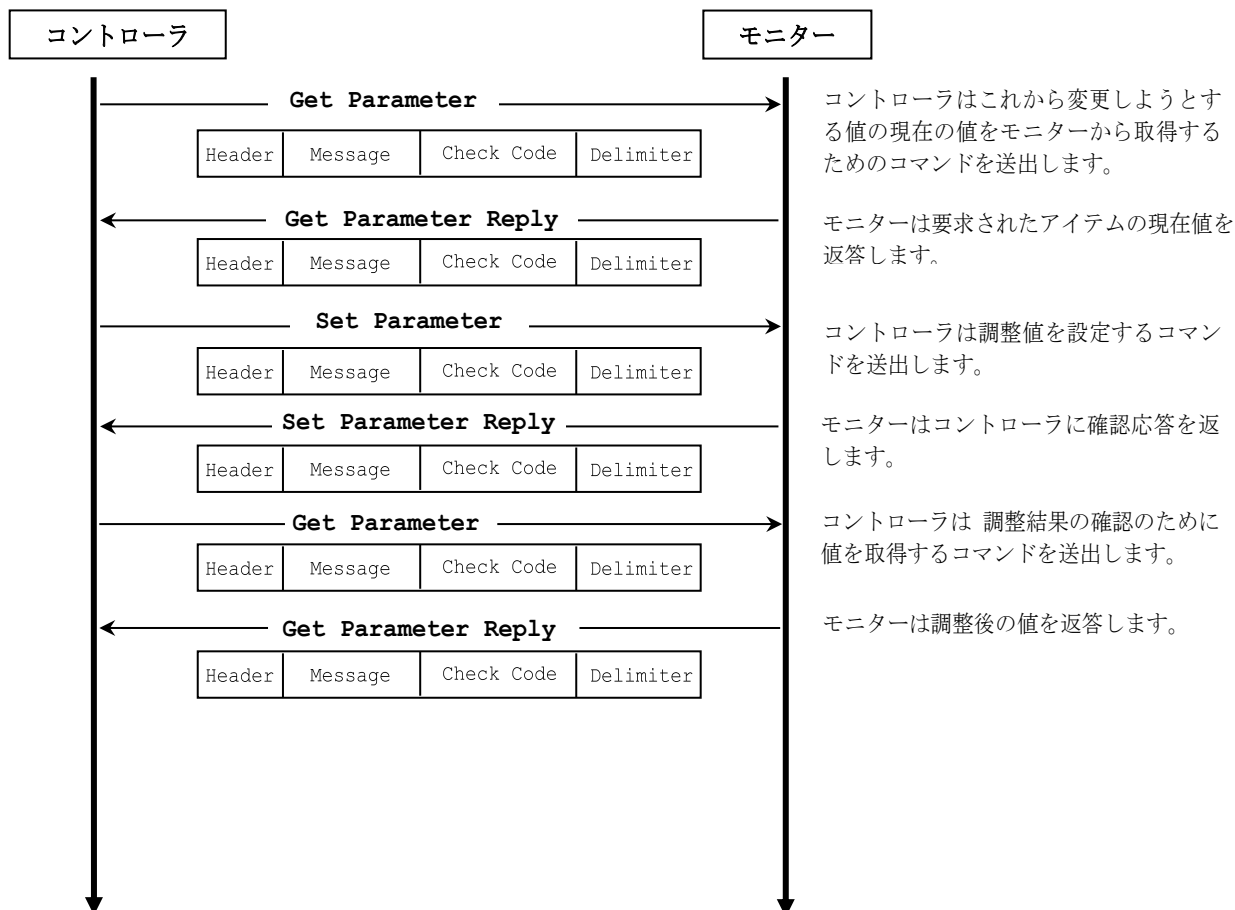 コントローラ
モニター
Get Parameter
Header Message Check Code Delimiter
コントローラはこれから変更しようとす
る値の現在の値をモニターから取得する
ためのコマンドを送出します。
Get Parameter Reply
Header Message Check Code Delimiter
モニターは要求されたアイテムの現在値を
返答します。
Set Parameter
Header Message Check Code Delimiter
コントローラは調整値を設定するコマン
ドを送出します。
Set Parameter Reply
Header Message Check Code Delimiter
モニターはコントローラに確認応答を返
します。
Get Parameter
Header Message Check Code Delimiter
コントローラは 調整結果の確認のために
値を取得するコマンドを送出します。
Get Parameter Reply
Header Message Check Code Delimiter
モニターは調整後の値を返答します。